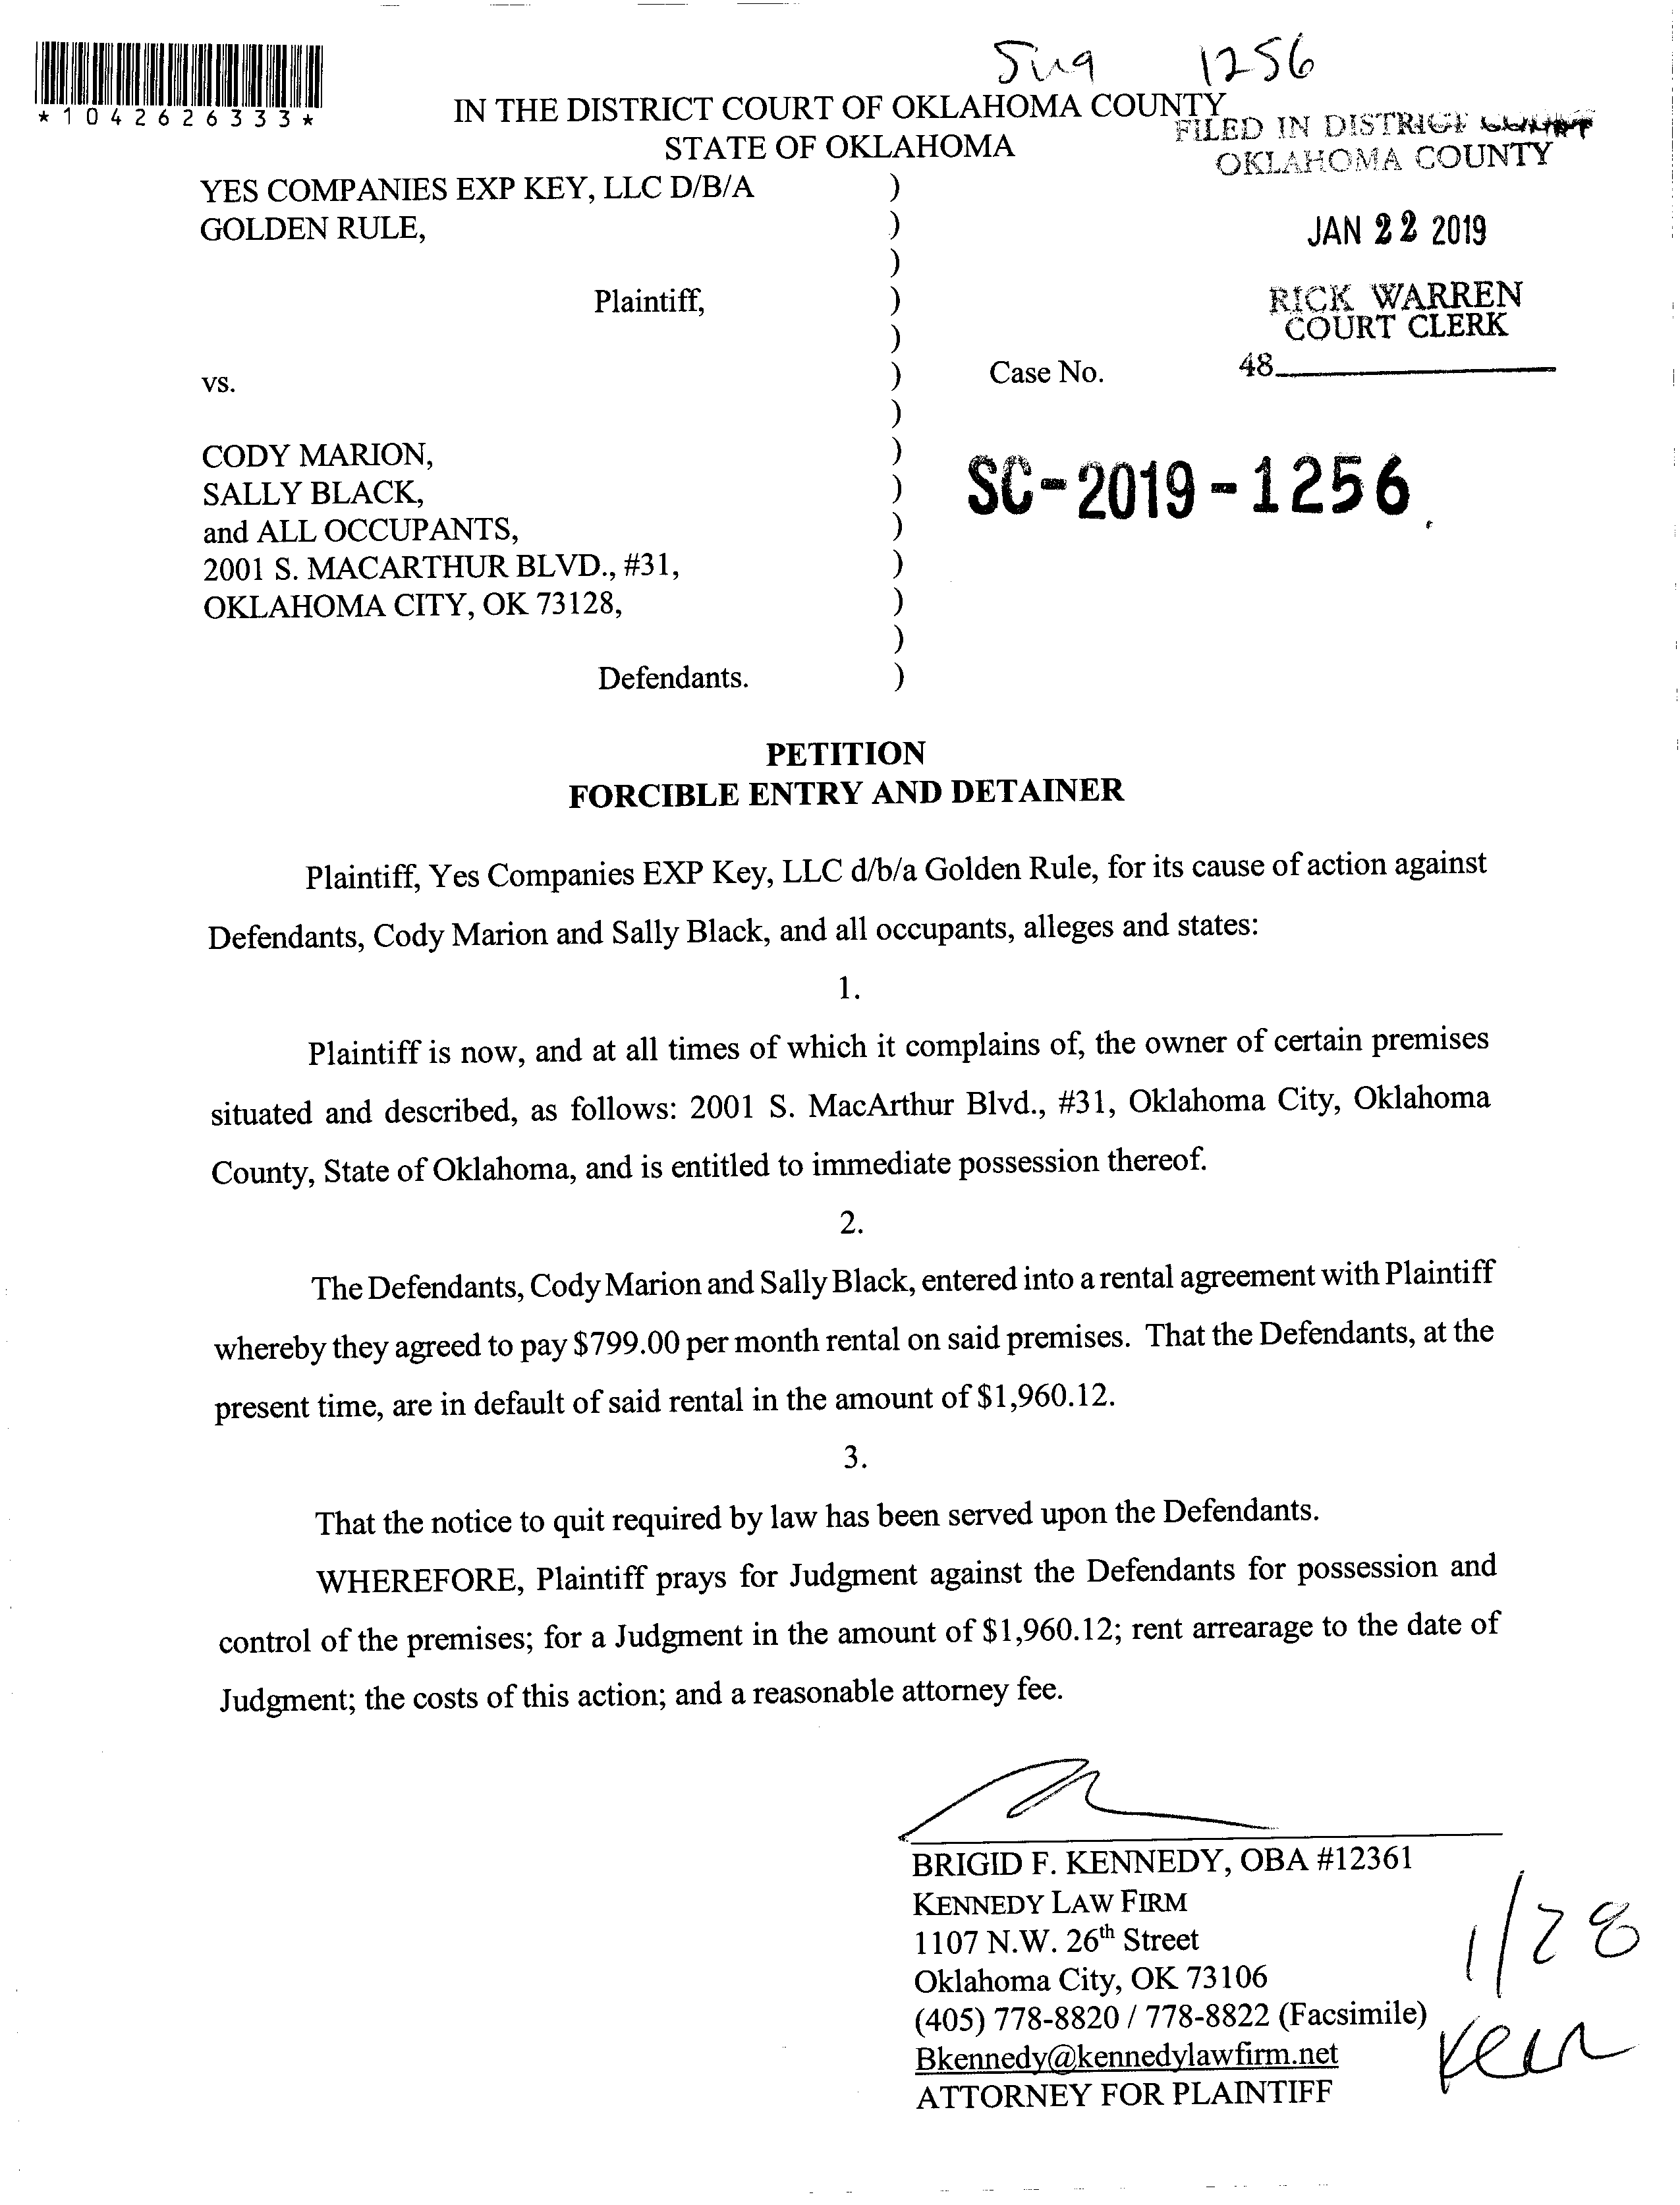 1256
*1042626333*
IN THE DISTRICT COURT OF OKLAHOMA COUNTY
STATE OF OKLAHOMA
FILED IN DISTRICT COURT
OKLAHOMA COUNTY
JAN 22 2019
RICK WARREN
COURT CLERK
48
YES COMPANIES EXP KEY, LLC D/B/A )
GOLDEN RULE, )
)
Plaintiff, )
)
vs. ) Case No.
)
CODY MARION, )
SALLY BLACK, ) SC-2019-1256
and ALL OCCUPANTS, )
2001 S. MACARTHUR BLVD., #31, )
OKLAHOMA CITY, OK 73128, )
)
Defendants. )
PETITION
FORCIBLE ENTRY AND DETAINER
Plaintiff, Yes Companies EXP Key, LLC d/b/a Golden Rule, for its cause of action against
Defendants, Cody Marion and Sally Black, and all occupants, alleges and states:
1.
Plaintiff is now, and at all times of which it complains of, the owner of certain premises
situated and described, as follows: 2001 S. MacArthur Blvd., #31, Oklahoma City, Oklahoma
County, State of Oklahoma, and is entitled to immediate possession thereof.
2.
The Defendants, Cody Marion and Sally Black, entered into a rental agreement with Plaintiff
whereby they agreed to pay $799.00 per month rental on said premises. That the Defendants, at the
present time, are in default of said rental in the amount of $1,960.12.
3.
That the notice to quit required by law has been served upon the Defendants.
WHEREFORE, Plaintiff prays for Judgment against the Defendants for possession and
control of the premises; for a Judgment in the amount of $1,960.12; rent arrearage to the date of
Judgment; the costs of this action; and a reasonable attorney fee.
BRIGID F. KENNEDY, OBA #12361
KENNEDY LAW FIRM
1107 N.W. 26th Street
Oklahoma City, OK 73106
(405) 778-8820 / 778-8822 (Facsimile)
Bkennedy@kennedylawfirm.net
ATTORNEY FOR PLAINTIFF
1/28